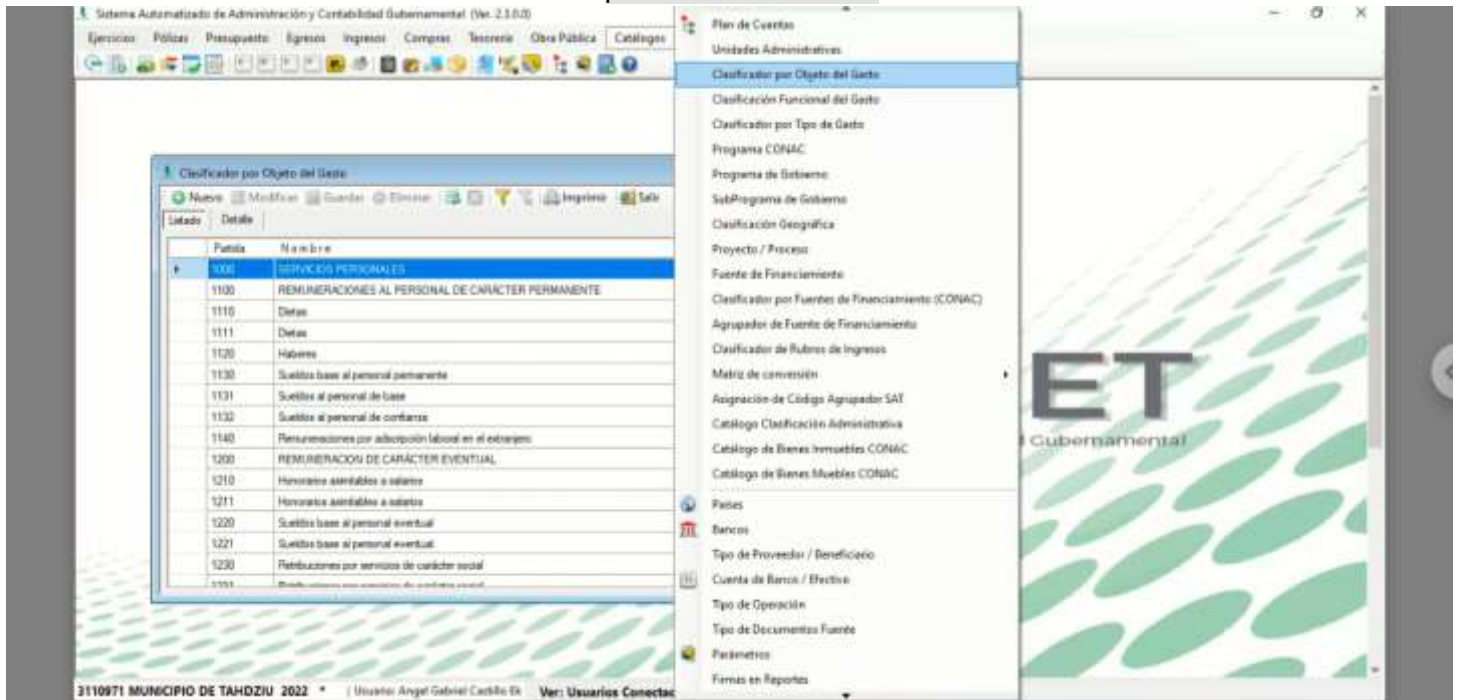 Sistema Automatizado de Administración y Contabilidad Gubernamental (Ver. 2.1.0.0)
Ejercicios Pólizas Presupuesto Egresos Ingresos Compras Tesorería Obra Pública Catálogos
Clasificador por Objeto del Gasto
Nuevo Modificar Guardar Eliminar Imprimir Salir
Listado Detalle
Partida Nombre
1000 SERVICIOS PERSONALES
1100 REMUNERACIONES AL PERSONAL DE CARÁCTER PERMANENTE
1110 Dietas
1111 Dietas
1120 Haberes
1130 Sueldos base al personal permanente
1131 Sueldos al personal de base
1132 Sueldos al personal de confianza
1140 Remuneraciones por adscripción laboral en el extranjero
1200 REMUNERACION DE CARÁCTER EVENTUAL
1210 Honorarios asimilables a salarios
1211 Honorarios asimilables a salarios
1220 Sueldos base al personal eventual
1221 Sueldos base al personal eventual
1230 Retribuciones por servicios de carácter social
Plan de Cuentas
Unidades Administrativas
Clasificador por Objeto del Gasto
Clasificación Funcional del Gasto
Clasificador por Tipo de Gasto
Programa CONAC
Programa de Gobierno
SubPrograma de Gobierno
Clasificación Geográfica
Proyecto / Proceso
Fuente de Financiamiento
Clasificador por Fuentes de Financiamiento (CONAC)
Agrupador de Fuente de Financiamiento
Clasificador de Rubros de Ingresos
Matriz de conversión
Asignación de Código Agrupador SAT
Catálogo Clasificación Administrativa
Catálogo de Bienes Inmuebles CONAC
Catálogo de Bienes Muebles CONAC
Países
Bancos
Tipo de Proveedor / Beneficiario
Cuenta de Banco / Efectivo
Tipo de Operación
Tipo de Documentos Fuente
Parámetros
Firmas en Reportes
ET
Gubernamental
3110971 MUNICIPIO DE TAHDZIU 2022 * | Usuario: Angel Gabriel Castillo Ek Ver: Usuarios Conectad